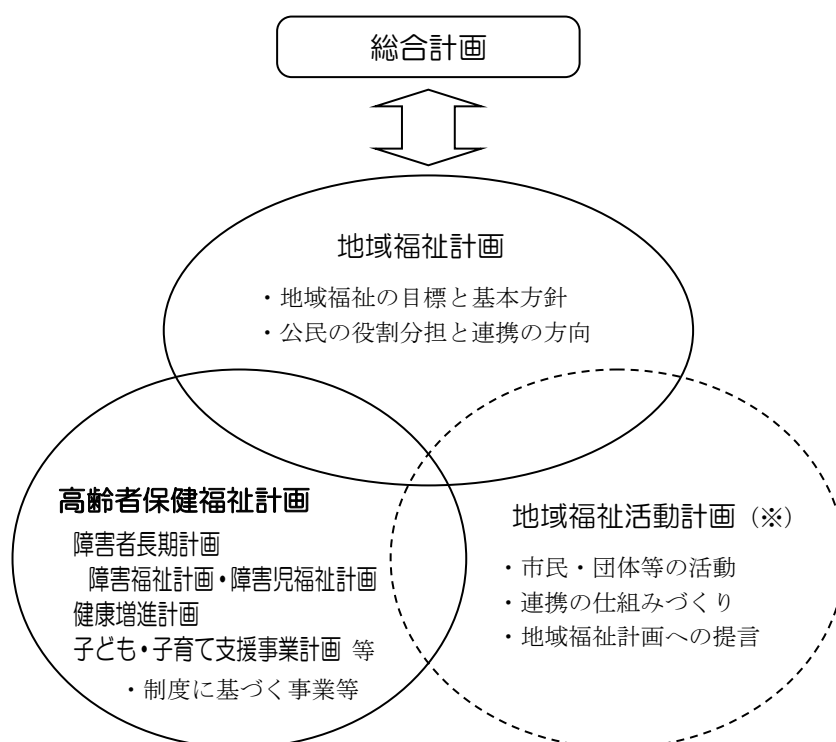 総合計画
地域福祉計画
・地域福祉の目標と基本方針
・公民の役割分担と連携の方向
高齢者保健福祉計画
障害者長期計画
障害福祉計画・障害児福祉計画
健康増進計画
子ども・子育て支援事業計画 等
・制度に基づく事業等
地域福祉活動計画（※）
・市民・団体等の活動
・連携の仕組みづくり
・地域福祉計画への提言